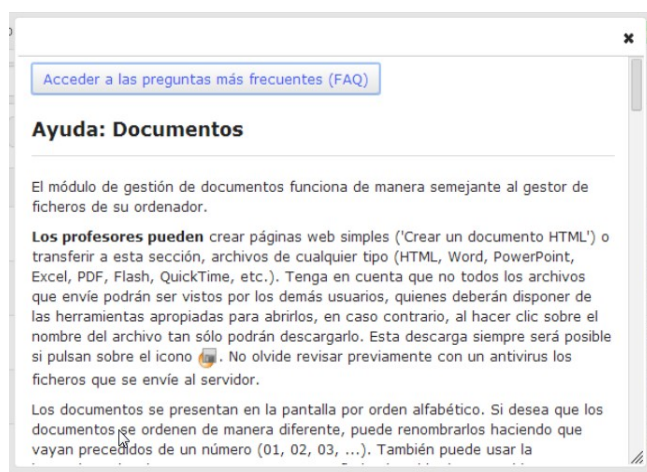 Acceder a las preguntas más frecuentes (FAQ)
Ayuda: Documentos
El módulo de gestión de documentos funciona de manera semejante al gestor de
ficheros de su ordenador.
Los profesores pueden crear páginas web simples ('Crear un documento HTML') o
transferir a esta sección, archivos de cualquier tipo (HTML, Word, PowerPoint,
Excel, PDF, Flash, QuickTime, etc.). Tenga en cuenta que no todos los archivos
que envíe podrán ser vistos por los demás usuarios, quienes deberán disponer de
las herramientas apropiadas para abrirlos, en caso contrario, al hacer clic sobre el
nombre del archivo tan sólo podrán descargarlo. Esta descarga siempre será posible
si pulsan sobre el icono . No olvide revisar previamente con un antivirus los
ficheros que se envíe al servidor.
Los documentos se presentan en la pantalla por orden alfabético. Si desea que los
documentos se ordenen de manera diferente, puede renombrarlos haciendo que
vayan precedidos de un número (01, 02, 03, ...). También puede usar la